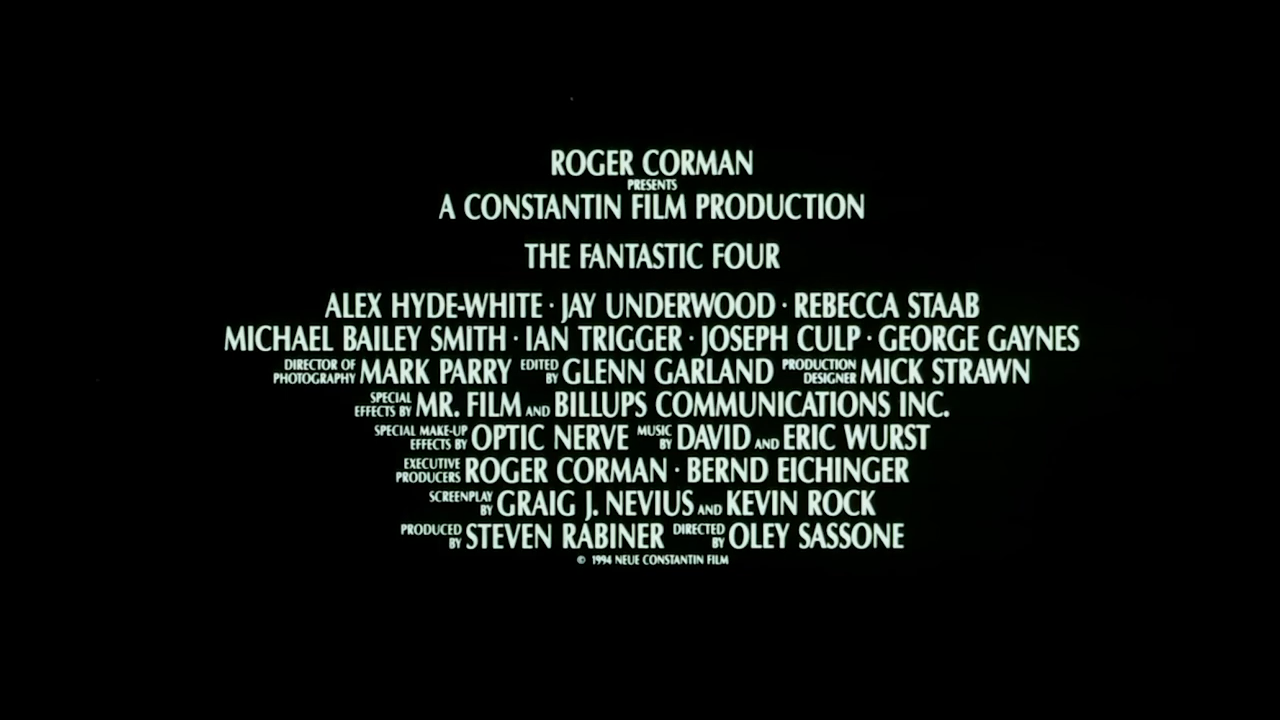 ROGER CORMAN
PRESENTS
A CONSTANTIN FILM PRODUCTION
THE FANTASTIC FOUR
ALEX HYDE-WHITE · JAY UNDERWOOD · REBECCA STAAB
MICHAEL BAILEY SMITH · IAN TRIGGER · JOSEPH CULP · GEORGE GAYNES
DIRECTOR OF PHOTOGRAPHY MARK PARRY EDITED BY GLENN GARLAND PRODUCTION DESIGNER MICK STRAWN
SPECIAL EFFECTS BY MR. FILM AND BILLUPS COMMUNICATIONS INC.
SPECIAL MAKE-UP EFFECTS BY OPTIC NERVE MUSIC BY DAVID AND ERIC WURST
EXECUTIVE PRODUCERS ROGER CORMAN · BERND EICHINGER
SCREENPLAY BY GRAIG J. NEVIUS AND KEVIN ROCK
PRODUCED BY STEVEN RABINER DIRECTED BY OLEY SASSONE
© 1994 NEUE CONSTANTIN FILM